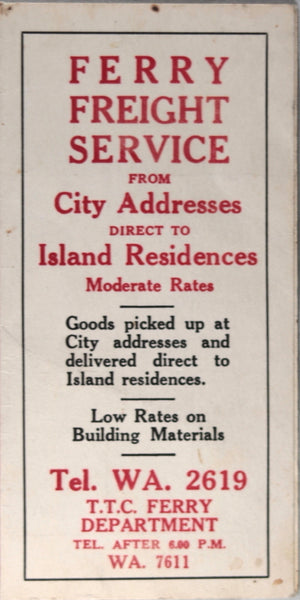 FERRY
FREIGHT
SERVICE
FROM
City Addresses
DIRECT TO
Island Residences
Moderate Rates
Goods picked up at
City addresses and
delivered direct to
Island residences.
Low Rates on
Building Materials
Tel. WA. 2619
T.T.C. FERRY
DEPARTMENT
TEL. AFTER 6.00 P.M.
WA. 7611